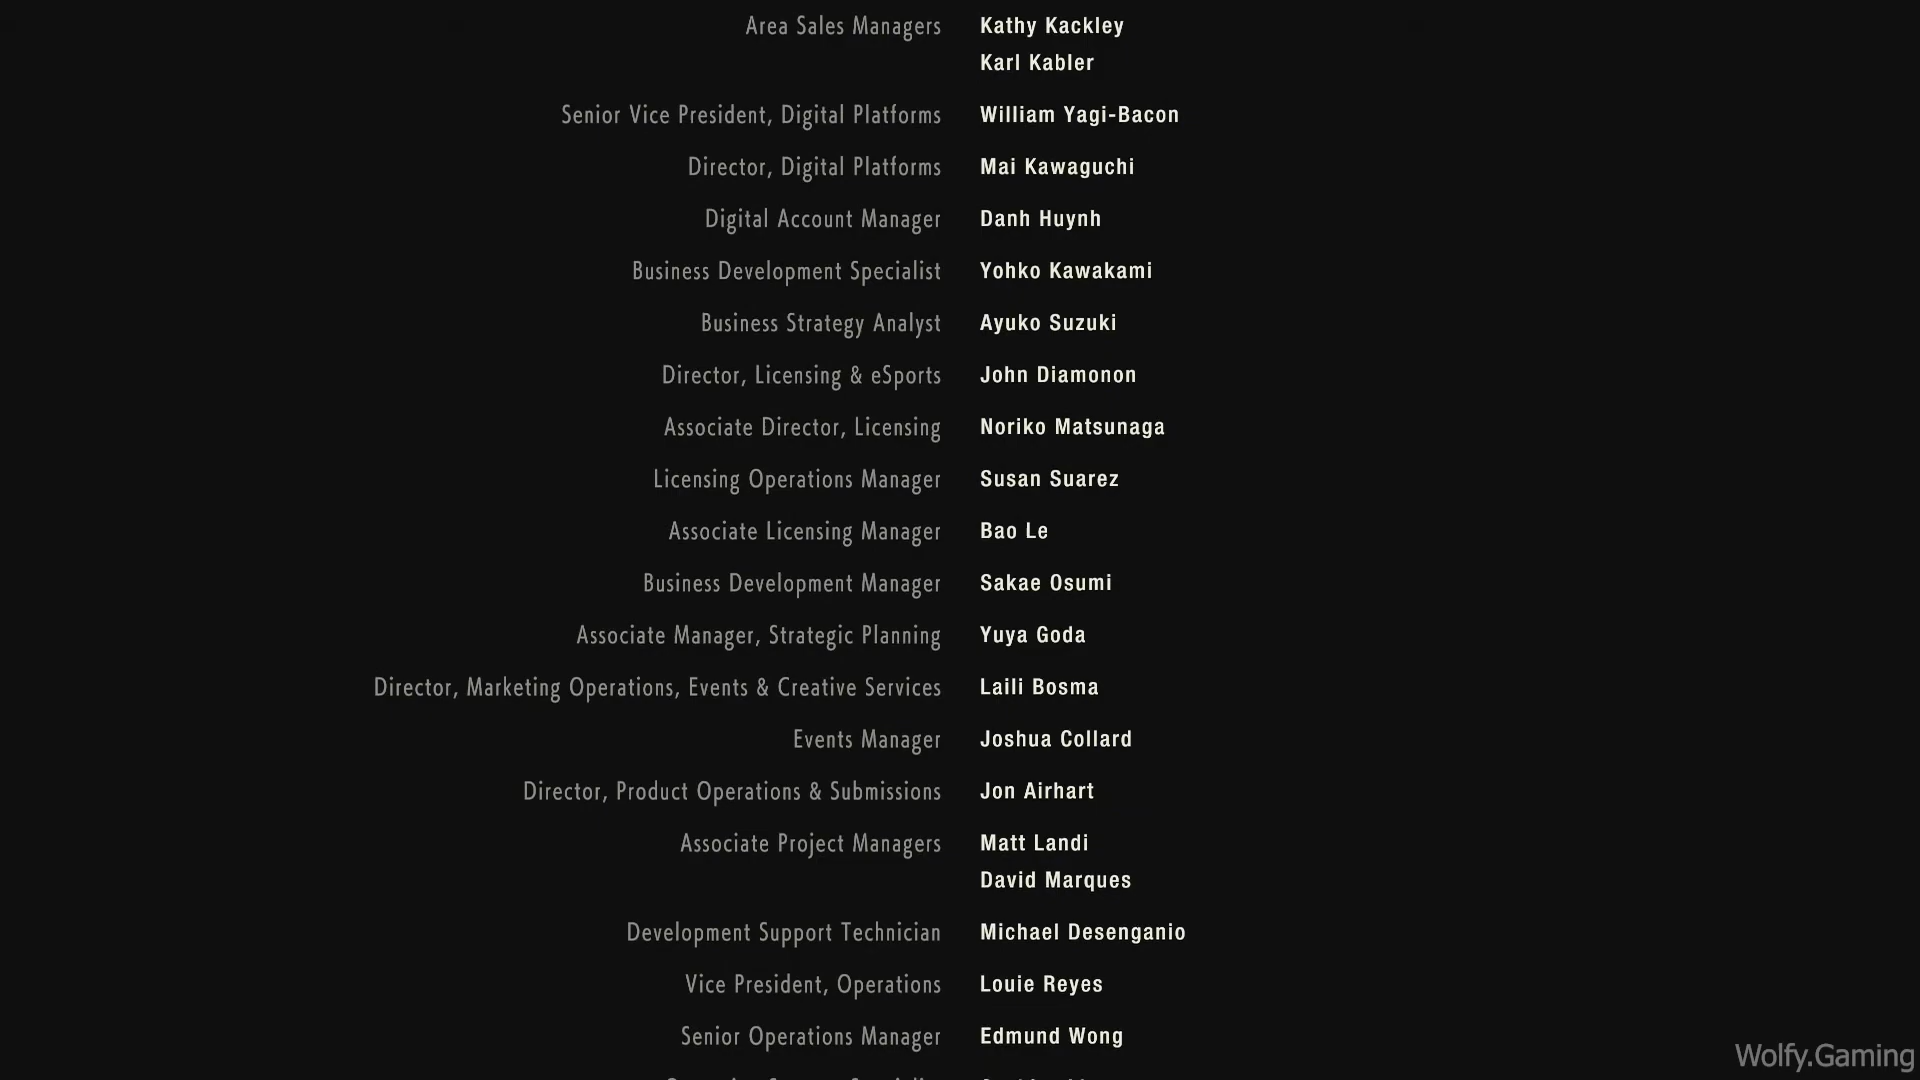 Area Sales Managers Kathy Kackley
Karl Kabler
Senior Vice President, Digital Platforms William Yagi-Bacon
Director, Digital Platforms Mai Kawaguchi
Digital Account Manager Danh Huynh
Business Development Specialist Yohko Kawakami
Business Strategy Analyst Ayuko Suzuki
Director, Licensing & eSports John Diamonon
Associate Director, Licensing Noriko Matsunaga
Licensing Operations Manager Susan Suarez
Associate Licensing Manager Bao Le
Business Development Manager Sakae Osumi
Associate Manager, Strategic Planning Yuya Goda
Director, Marketing Operations, Events & Creative Services Laili Bosma
Events Manager Joshua Collard
Director, Product Operations & Submissions Jon Airhart
Associate Project Managers Matt Landi
David Marques
Development Support Technician Michael Desenganio
Vice President, Operations Louie Reyes
Senior Operations Manager Edmund Wong
Wolfy.Gaming